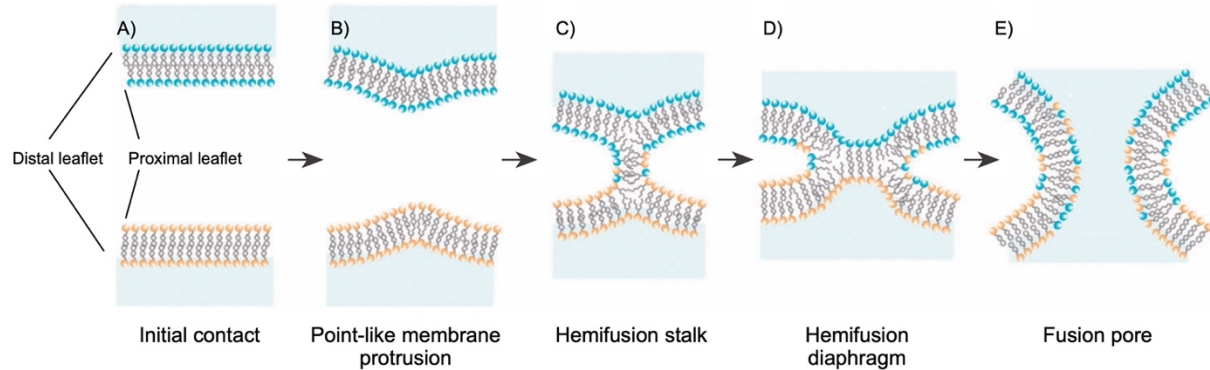 A)
B)
C)
D)
E)
Distal leaflet
Proximal leaflet
Initial contact
Point-like membrane
protrusion
Hemifusion stalk
Hemifusion
diaphragm
Fusion pore